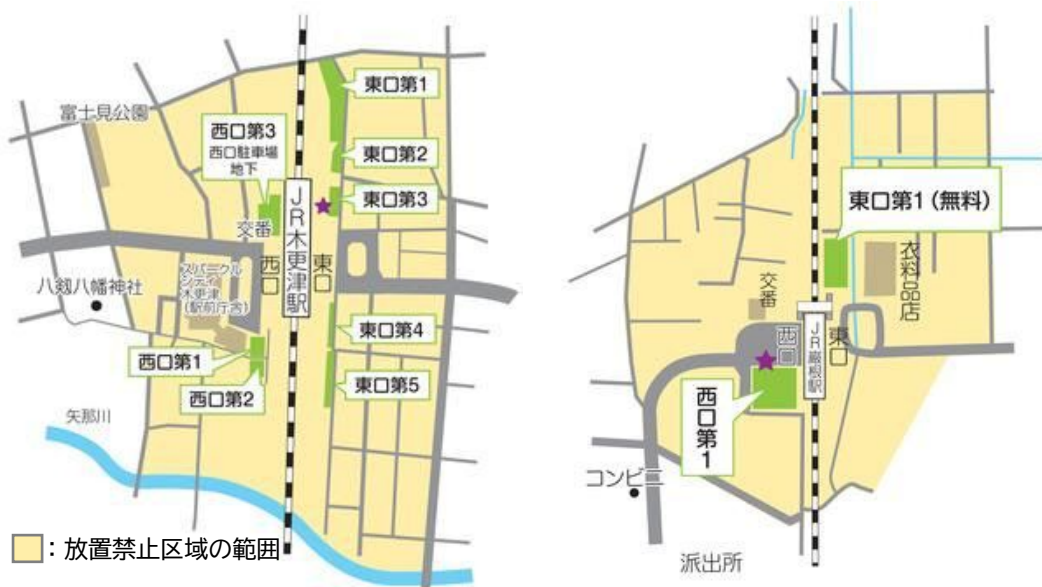 富士見公園
西口第3
西口駐車場
地下
交番
東口第1
東口第2
東口第3
JR木更津駅
西口
東口
八剱八幡神社
スパークル
シティ
木更津
(駅前庁舎)
西口第1
西口第2
東口第4
東口第5
矢那川
:放置禁止区域の範囲
東口第1(無料)
衣料品店
交番
西口
JR巌根駅
東口
西口第1
コンビニ
派出所